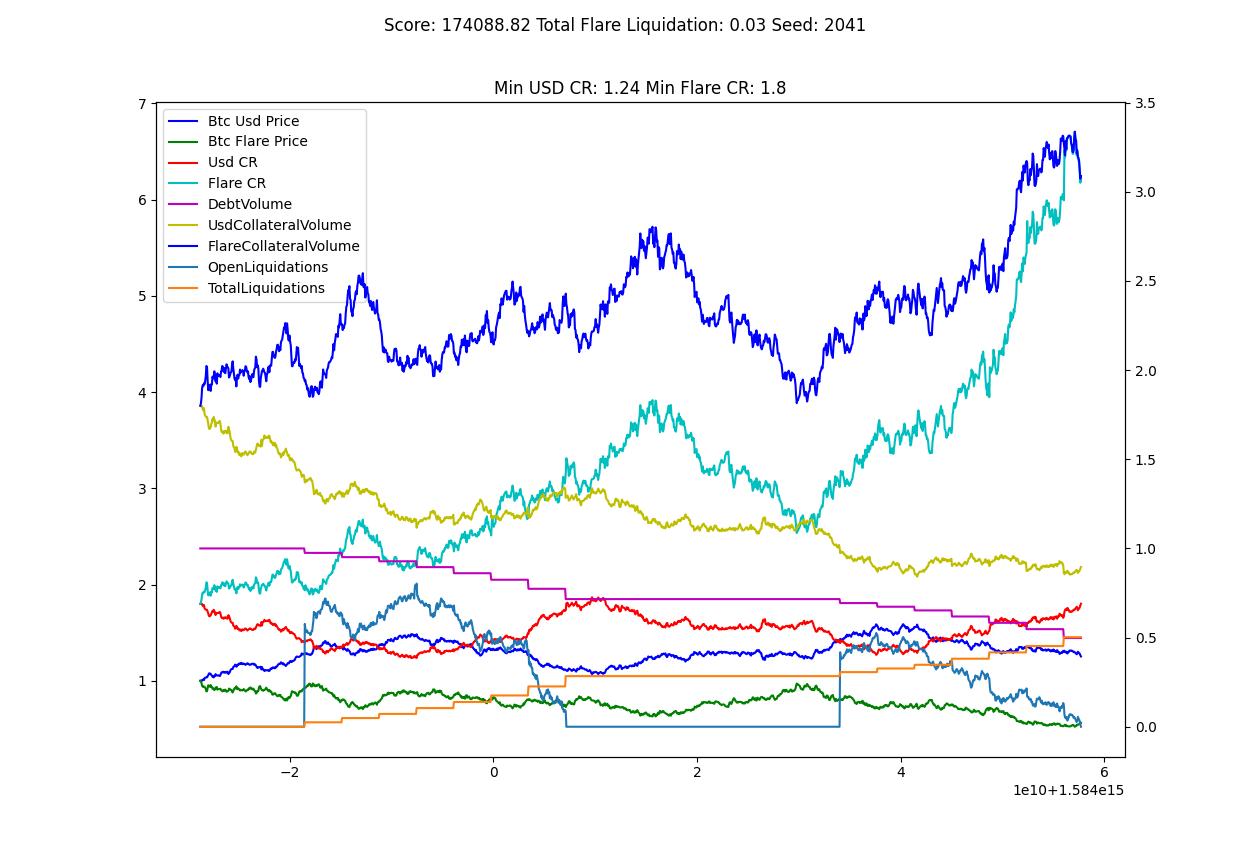 Score: 174088.82 Total Flare Liquidation: 0.03 Seed: 2041
Min USD CR: 1.24 Min Flare CR: 1.8
Btc Usd Price
Btc Flare Price
Usd CR
Flare CR
DebtVolume
UsdCollateralVolume
FlareCollateralVolume
OpenLiquidations
TotalLiquidations
7
6
5
4
3
2
1
3.5
3.0
2.5
2.0
1.5
1.0
0.5
0.0
−2 0 2 4 6
1e10+1.584e15